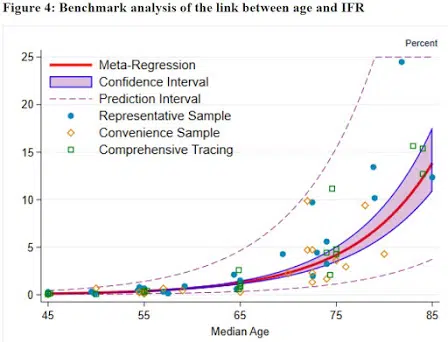 Figure 4: Benchmark analysis of the link between age and IFR
25
Percent
Meta-Regression
Confidence Interval
Prediction Interval
20
Representative Sample
Convenience Sample
Comprehensive Tracing
15
10
5
0
45
55
65
75
85
Median Age